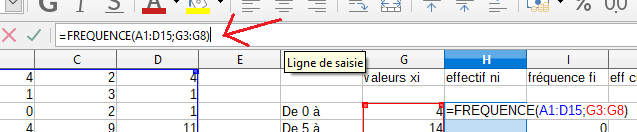 =FREQUENCE(A1:D15;G3:G8)
Ligne de saisie
C D E F G H I
4 2 4 valeurs xi effectif ni fréquence fi eff c
1 3 1
0 2 1 De 0 à 4 =FREQUENCE(A1:D15;G3:G8)
4 9 11 De 5 à 14 0